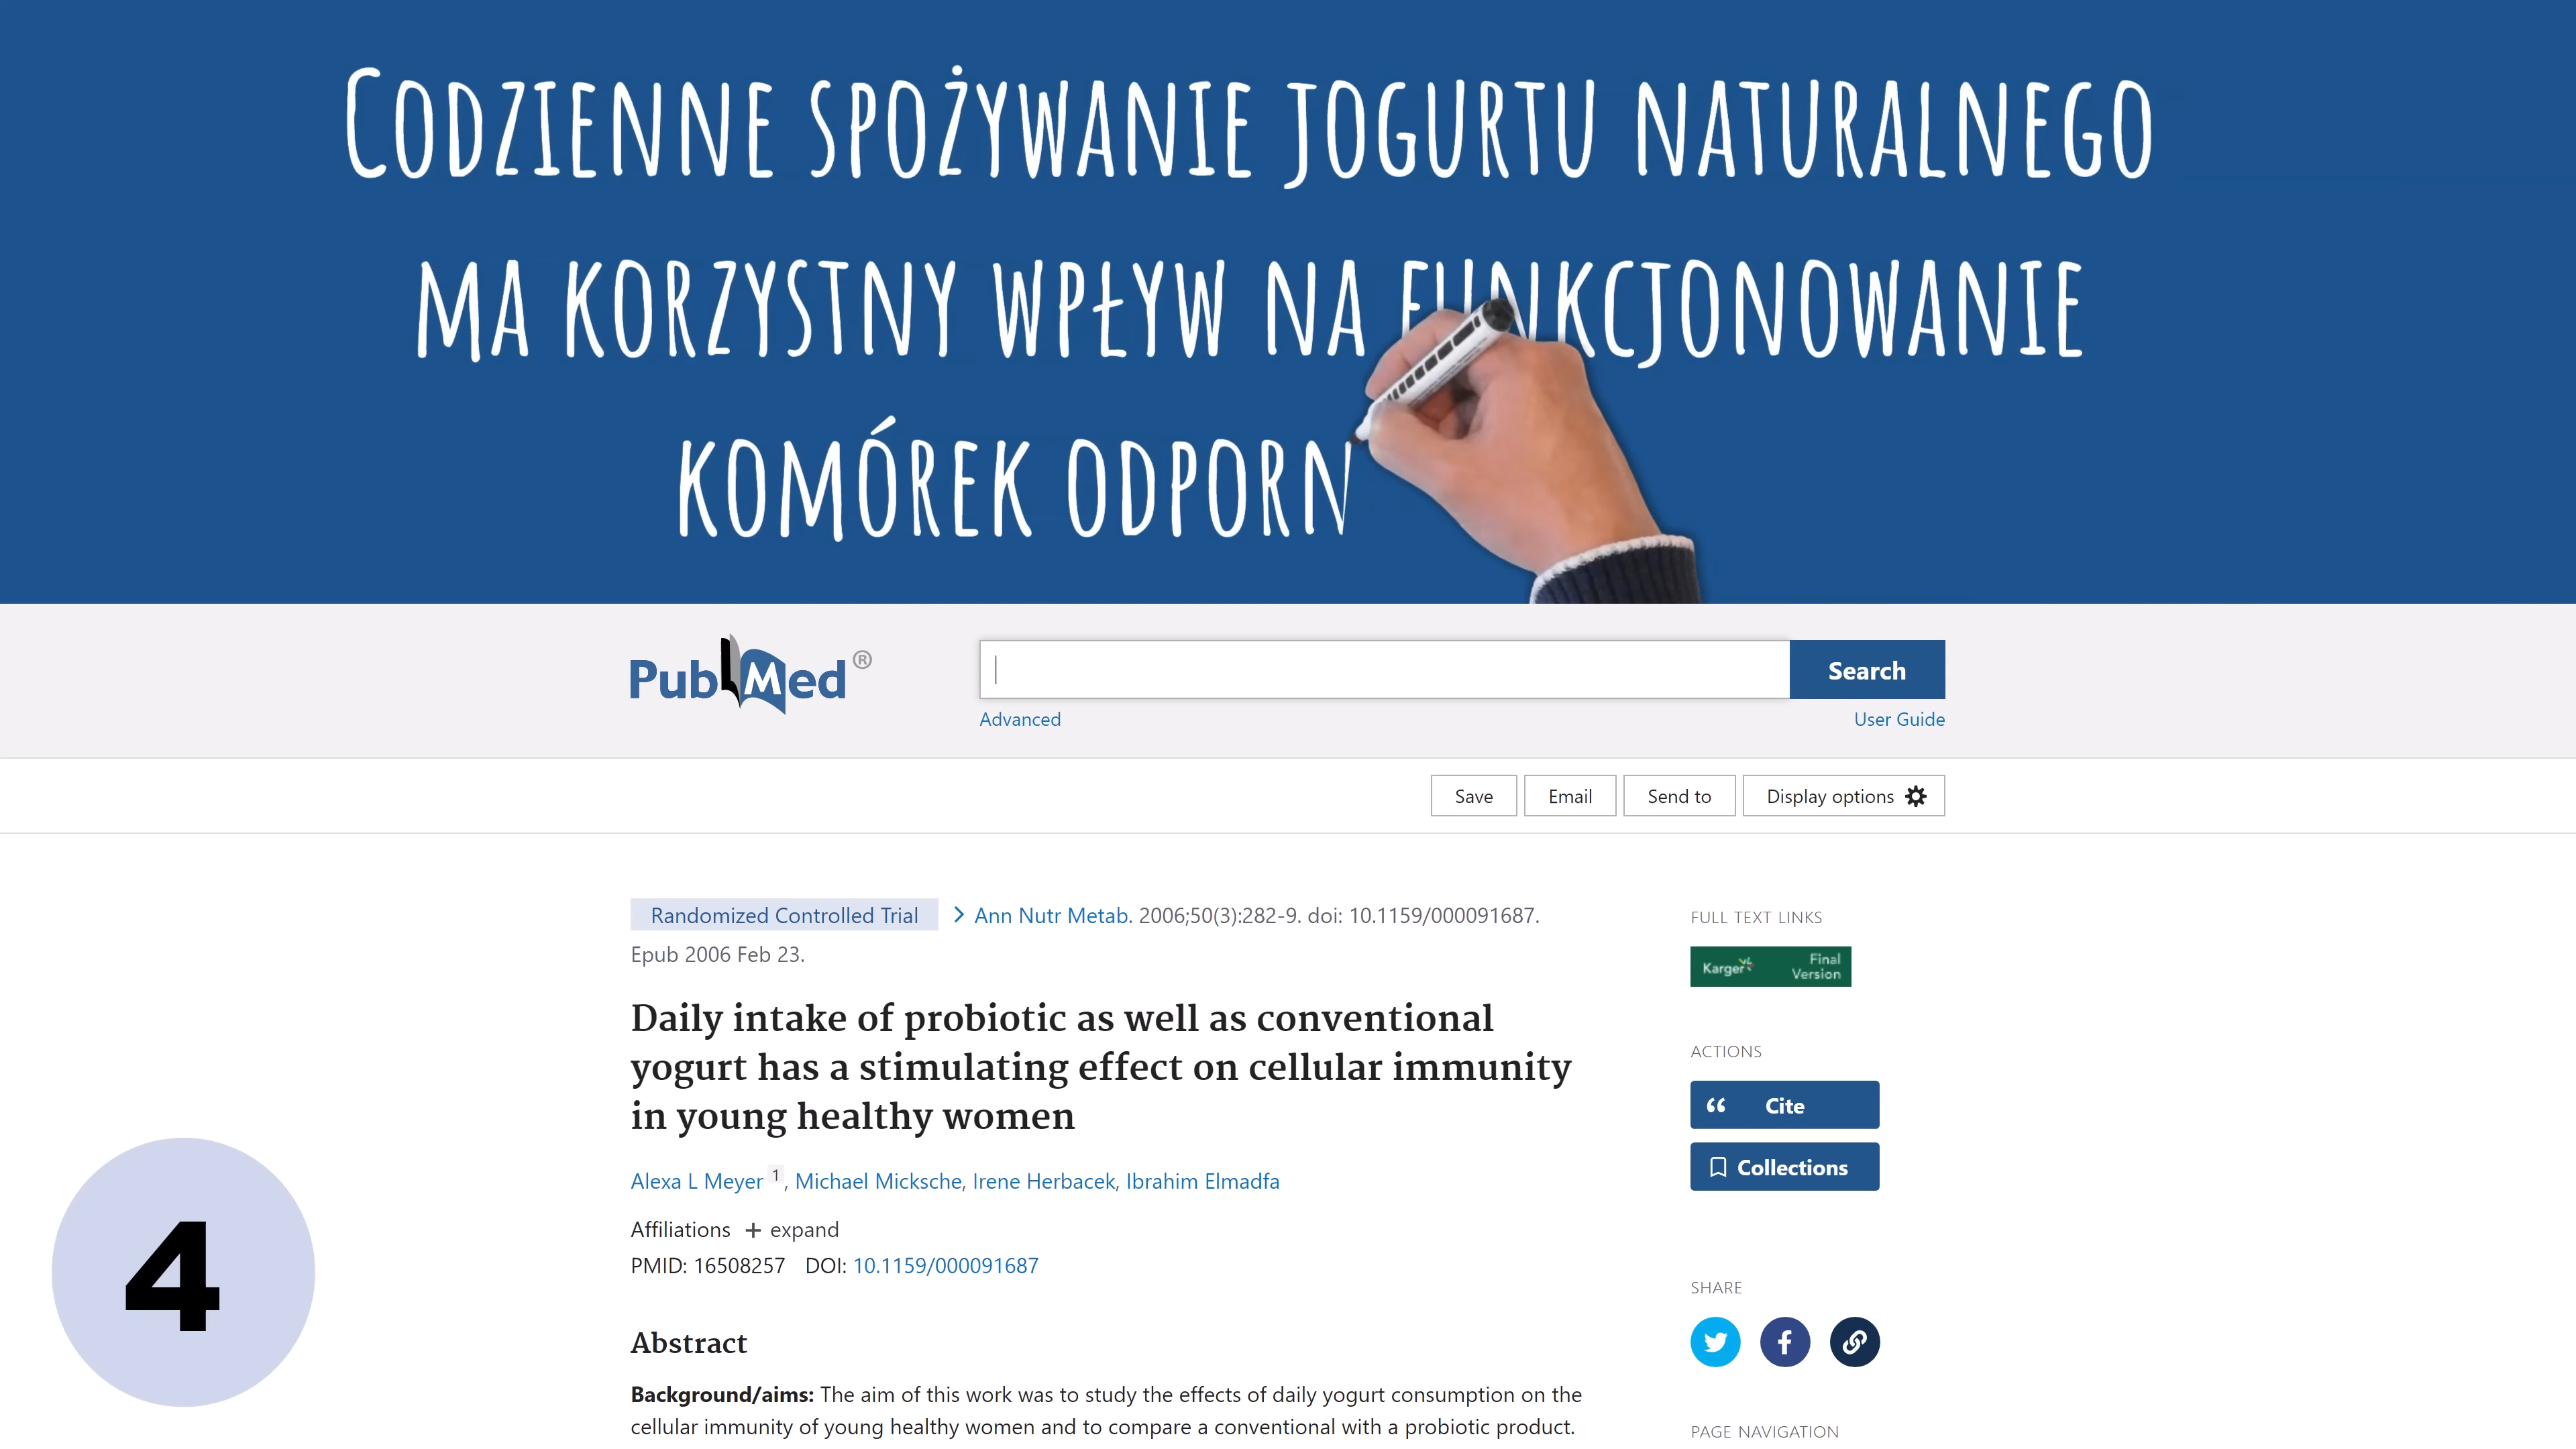 Codzienne spożywanie jogurtu naturalnego
ma korzystny wpływ na funkcjonowanie
komórek odporn
PubMed®
Search
Advanced
User Guide
Save
Email
Send to
Display options
Randomized Controlled Trial > Ann Nutr Metab. 2006;50(3):282-9. doi: 10.1159/000091687.
Epub 2006 Feb 23.
Daily intake of probiotic as well as conventional
yogurt has a stimulating effect on cellular immunity
in young healthy women
Alexa L Meyer 1, Michael Micksche, Irene Herbacek, Ibrahim Elmadfa
Affiliations + expand
PMID: 16508257 DOI: 10.1159/000091687
Abstract
Background/aims: The aim of this work was to study the effects of daily yogurt consumption on the
cellular immunity of young healthy women and to compare a conventional with a probiotic product.
FULL TEXT LINKS
Karger Final
Version
ACTIONS
Cite
Collections
SHARE
PAGE NAVIGATION
4